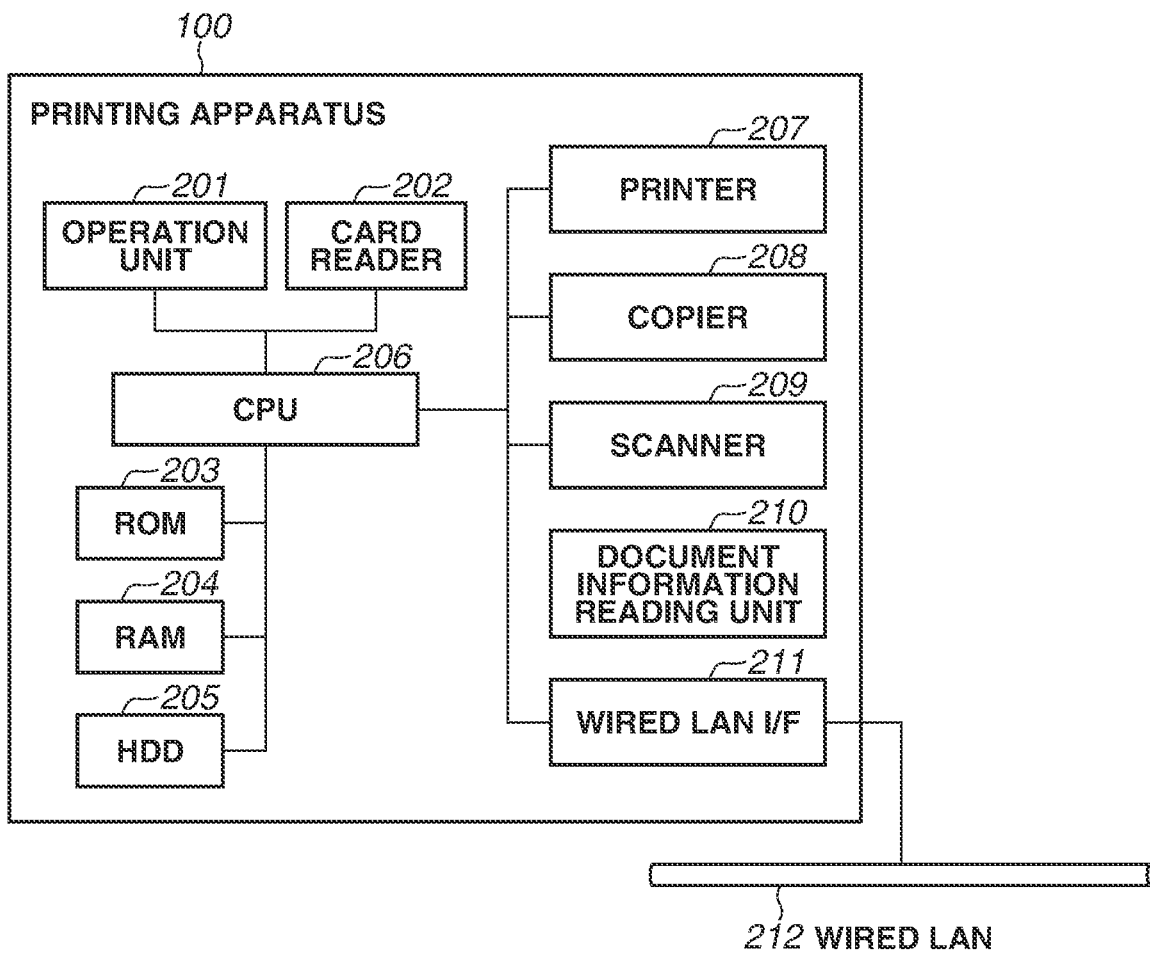 100
PRINTING APPARATUS
201
OPERATION
UNIT
202
CARD
READER
206
CPU
203
ROM
204
RAM
205
HDD
207
PRINTER
208
COPIER
209
SCANNER
210
DOCUMENT
INFORMATION
READING UNIT
211
WIRED LAN I/F
212 WIRED LAN